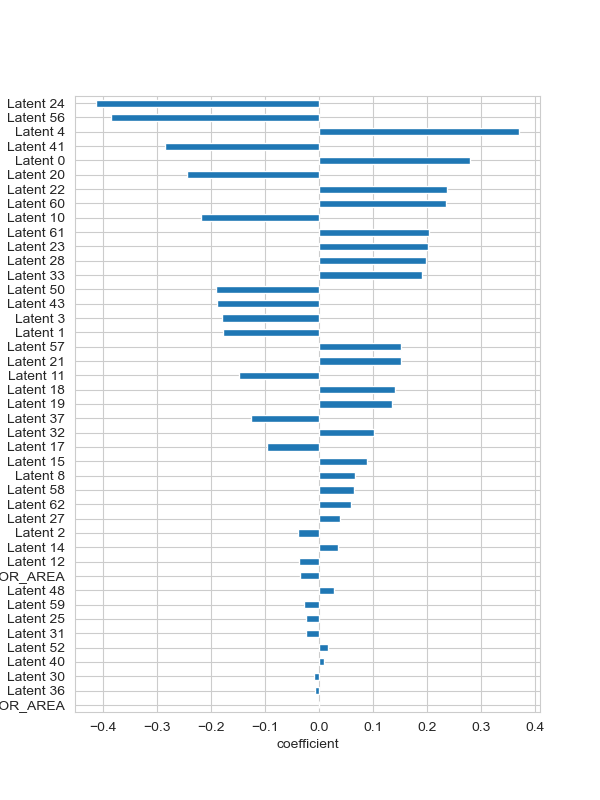 Latent 24
Latent 56
Latent 4
Latent 41
Latent 0
Latent 20
Latent 22
Latent 60
Latent 10
Latent 61
Latent 23
Latent 28
Latent 33
Latent 50
Latent 43
Latent 3
Latent 1
Latent 57
Latent 21
Latent 11
Latent 18
Latent 19
Latent 37
Latent 32
Latent 17
Latent 15
Latent 8
Latent 58
Latent 62
Latent 27
Latent 2
Latent 14
Latent 12
OR_AREA
Latent 48
Latent 59
Latent 25
Latent 31
Latent 52
Latent 40
Latent 30
Latent 36
OR_AREA
−0.4 −0.3 −0.2 −0.1 0.0 0.1 0.2 0.3 0.4
coefficient